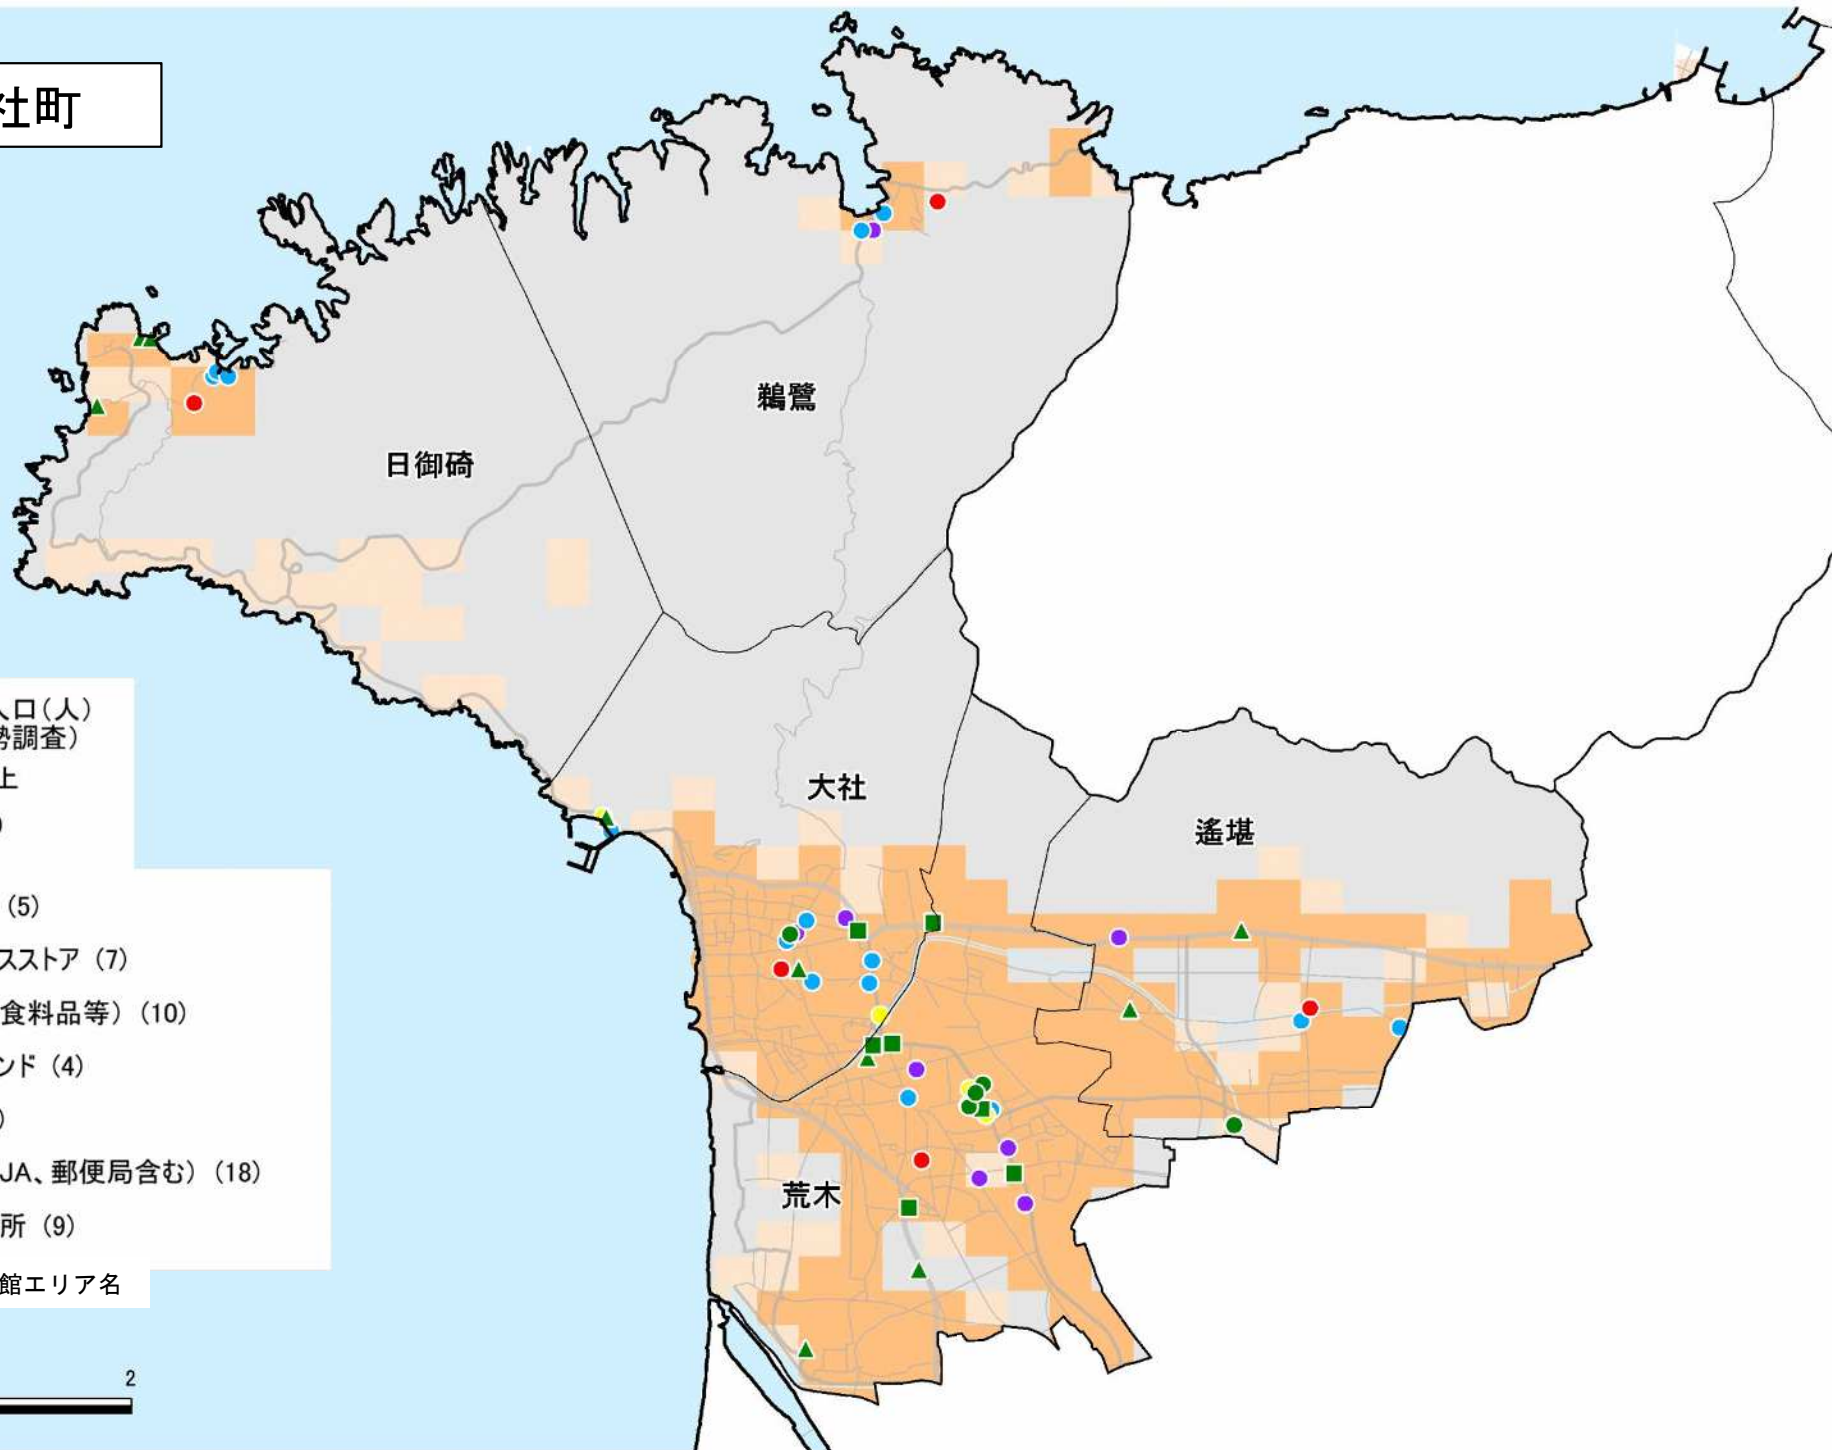 社町
鵜鷺
日御碕
大社
遙堪
荒木
人口(人)
勢調査)
上
)
(5)
スストア (7)
食料品等) (10)
ンド (4)
)
JA、郵便局含む) (18)
所 (9)
館エリア名
2